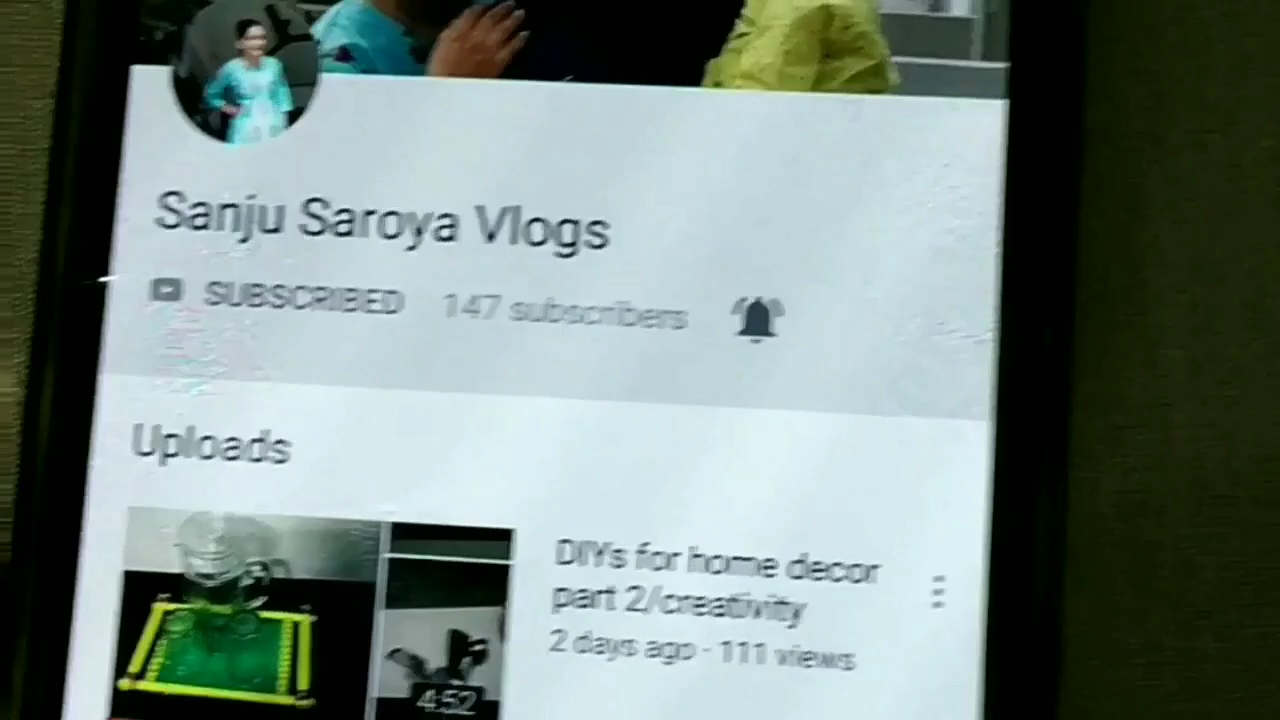 Sanju Saroya Vlogs
SUBSCRIBED 147 subscribers
Uploads
DIYs for home decor
part 2/creativity
2 days ago · 111 views
4:52